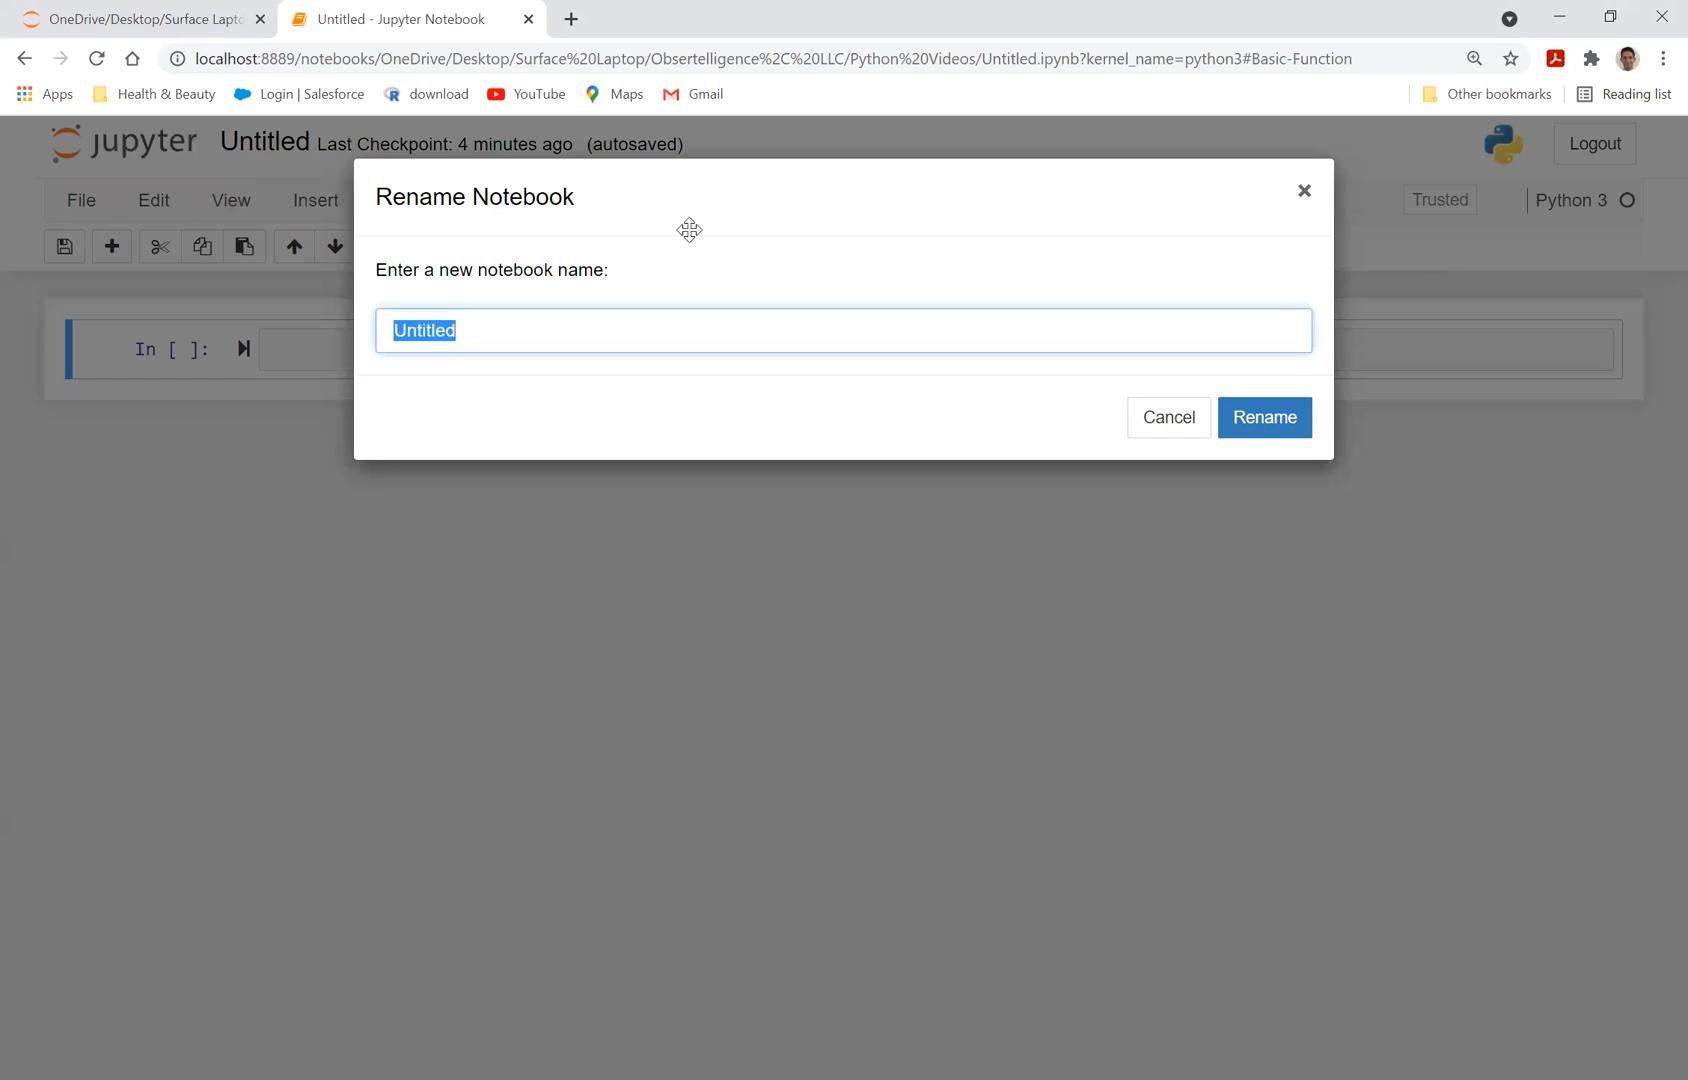 OneDrive/Desktop/Surface Lapto
Untitled - Jupyter Notebook
localhost:8889/notebooks/OneDrive/Desktop/Surface%20Laptop/Obsertelligence%2C%20LLC/Python%20Videos/Untitled.ipynb?kernel_name=python3#Basic-Function
Apps Health & Beauty Login | Salesforce download YouTube Maps Gmail Other bookmarks Reading list
jupyter Untitled Last Checkpoint: 4 minutes ago (autosaved) Logout
File Edit View Insert Trusted Python 3
Rename Notebook
Enter a new notebook name:
Untitled
In [ ]:
Cancel Rename